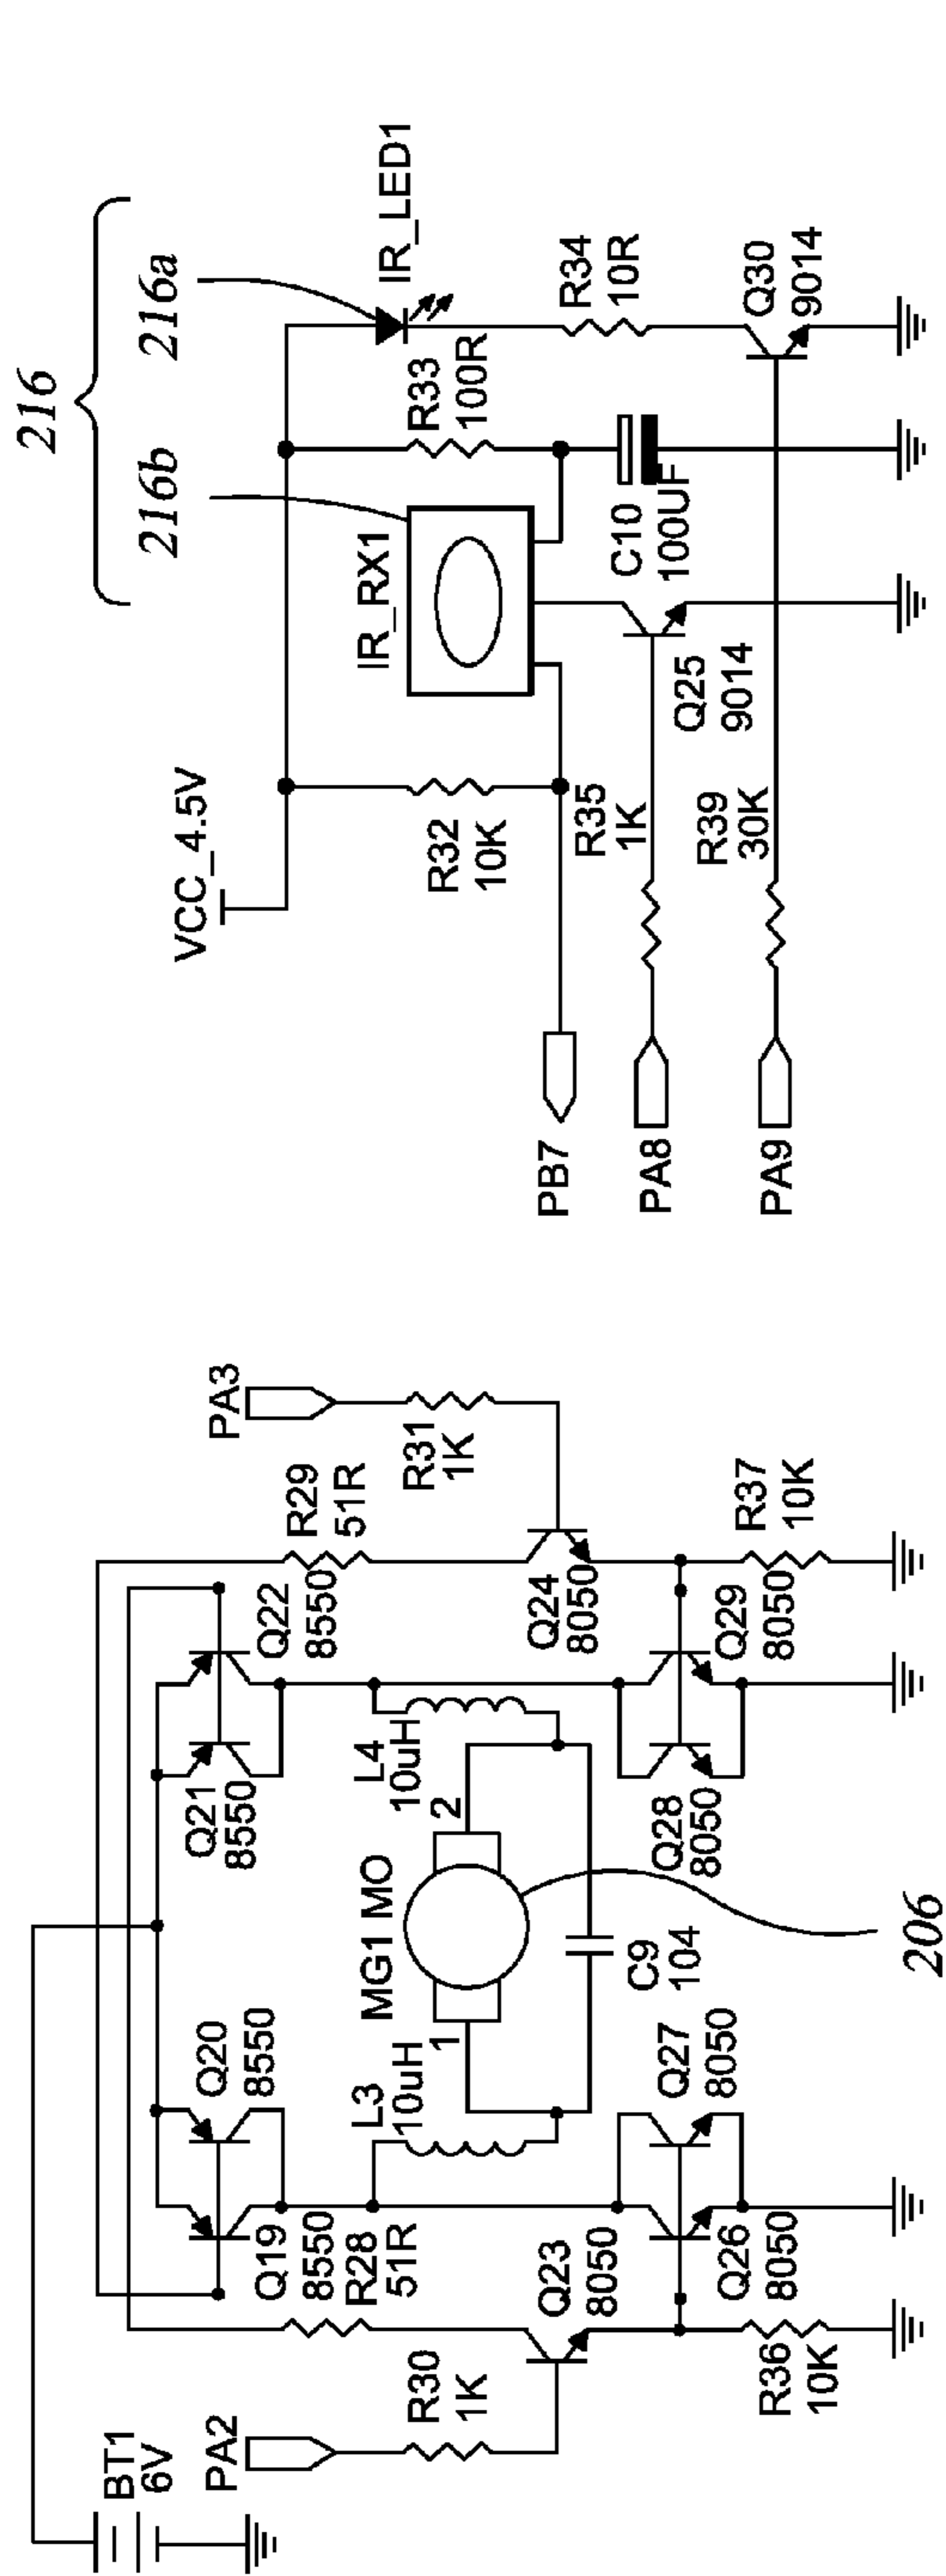 BT1
6V
PA2
R30
1K
R28
51R
Q19
8550
Q20
8550
Q21
8550
Q22
8550
R29
51R
PA3
R31
1K
L3
10uH
1
MG1 MO
2
L4
10uH
C9
104
206
Q23
8050
Q24
8050
R36
10K
Q26
8050
Q27
8050
Q28
8050
Q29
8050
R37
10K
216
216b
216a
VCC_4.5V
IR_RX1
IR_LED1
R32
10K
R33
100R
R34
10R
C10
100UF
PB7
PA8
PA9
R35
1K
R39
30K
Q25
9014
Q30
9014